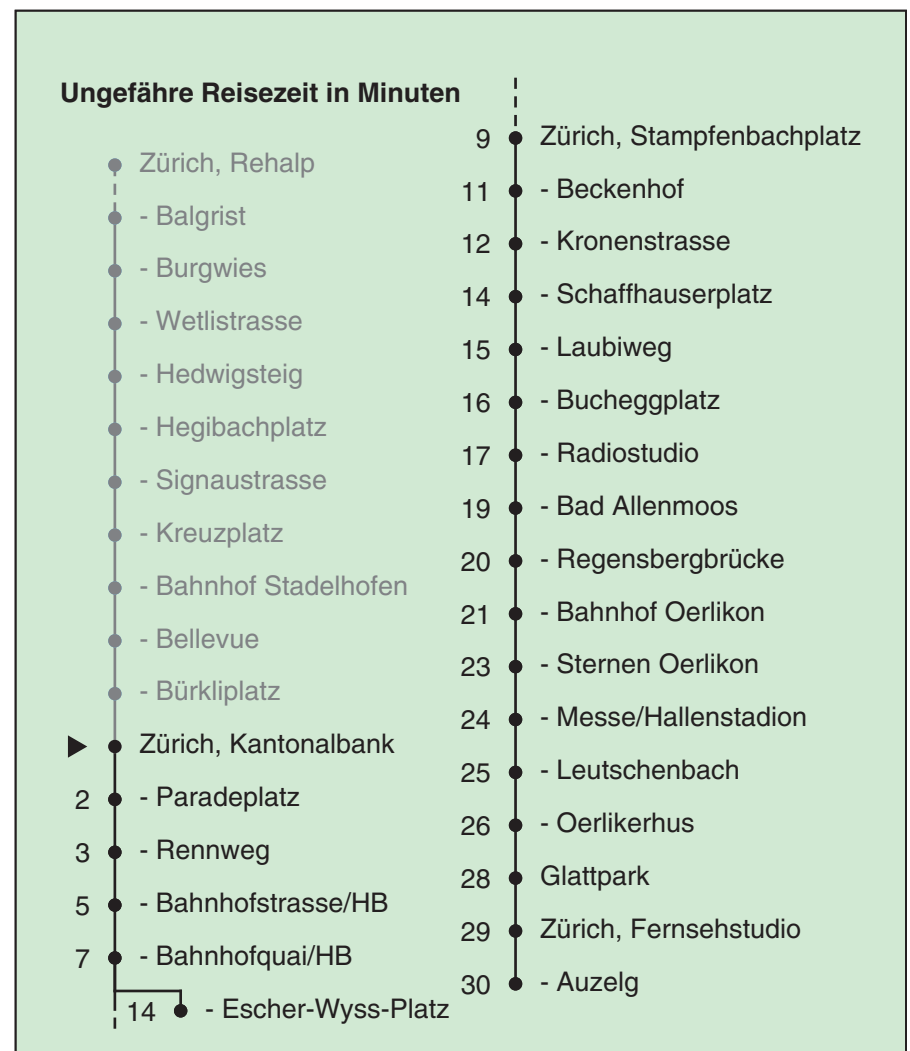 Ungefähre Reisezeit in Minuten
Zürich, Rehalp
- Balgrist
- Burgwies
- Wetlistrasse
- Hedwigsteig
- Hegibachplatz
- Signaustrasse
- Kreuzplatz
- Bahnhof Stadelhofen
- Bellevue
- Bürkliplatz
Zürich, Kantonalbank
2 - Paradeplatz
3 - Rennweg
5 - Bahnhofstrasse/HB
7 - Bahnhofquai/HB
14 - Escher-Wyss-Platz
9 Zürich, Stampfenbachplatz
11 - Beckenhof
12 - Kronenstrasse
14 - Schaffhauserplatz
15 - Laubiweg
16 - Bucheggplatz
17 - Radiostudio
19 - Bad Allenmoos
20 - Regensbergbrücke
21 - Bahnhof Oerlikon
23 - Sternen Oerlikon
24 - Messe/Hallenstadion
25 - Leutschenbach
26 - Oerlikerhus
28 Glattpark
29 Zürich, Fernsehstudio
30 - Auzelg